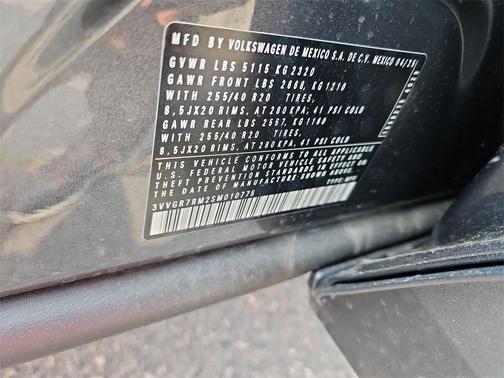 MFD BY VOLKSWAGEN DE MEXICO S.A. DE C.V. MEXICO 04/25
GVWR LBS 5115 KG 2320
GAWR FRONT LBS 2668 KG 1210
WITH 255/40 R20 TIRES,
8,5JX20 RIMS, AT 280 KPA, 41 PSI COLD
GAWR REAR LBS 2557, KG 1160
WITH 255/40 R20 TIRES,
8,5JX20 RIMS, AT 280 KPA, 41 PSI COLD
THIS VEHICLE CONFORMS TO ALL APPLICABLE
U.S. FEDERAL MOTOR VEHICLE SAFETY AND
THEFT PREVENTION STANDARDS IN EFFECT ON
THE DATE OF MANUFACTURE SHOWN ABOVE
3VVGR7RM2SM010775